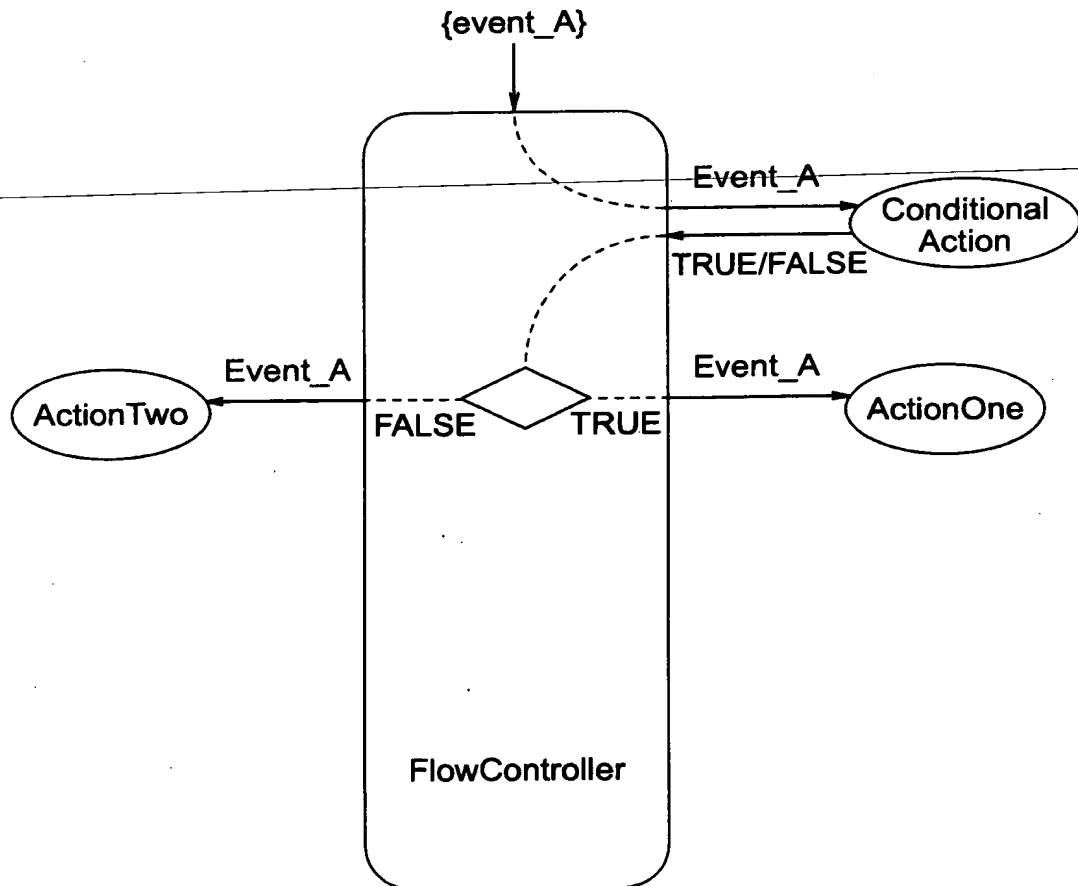 {event_A}
Event_A
Conditional
Action
TRUE/FALSE
Event_A
Event_A
ActionTwo
FALSE
TRUE
ActionOne
FlowController